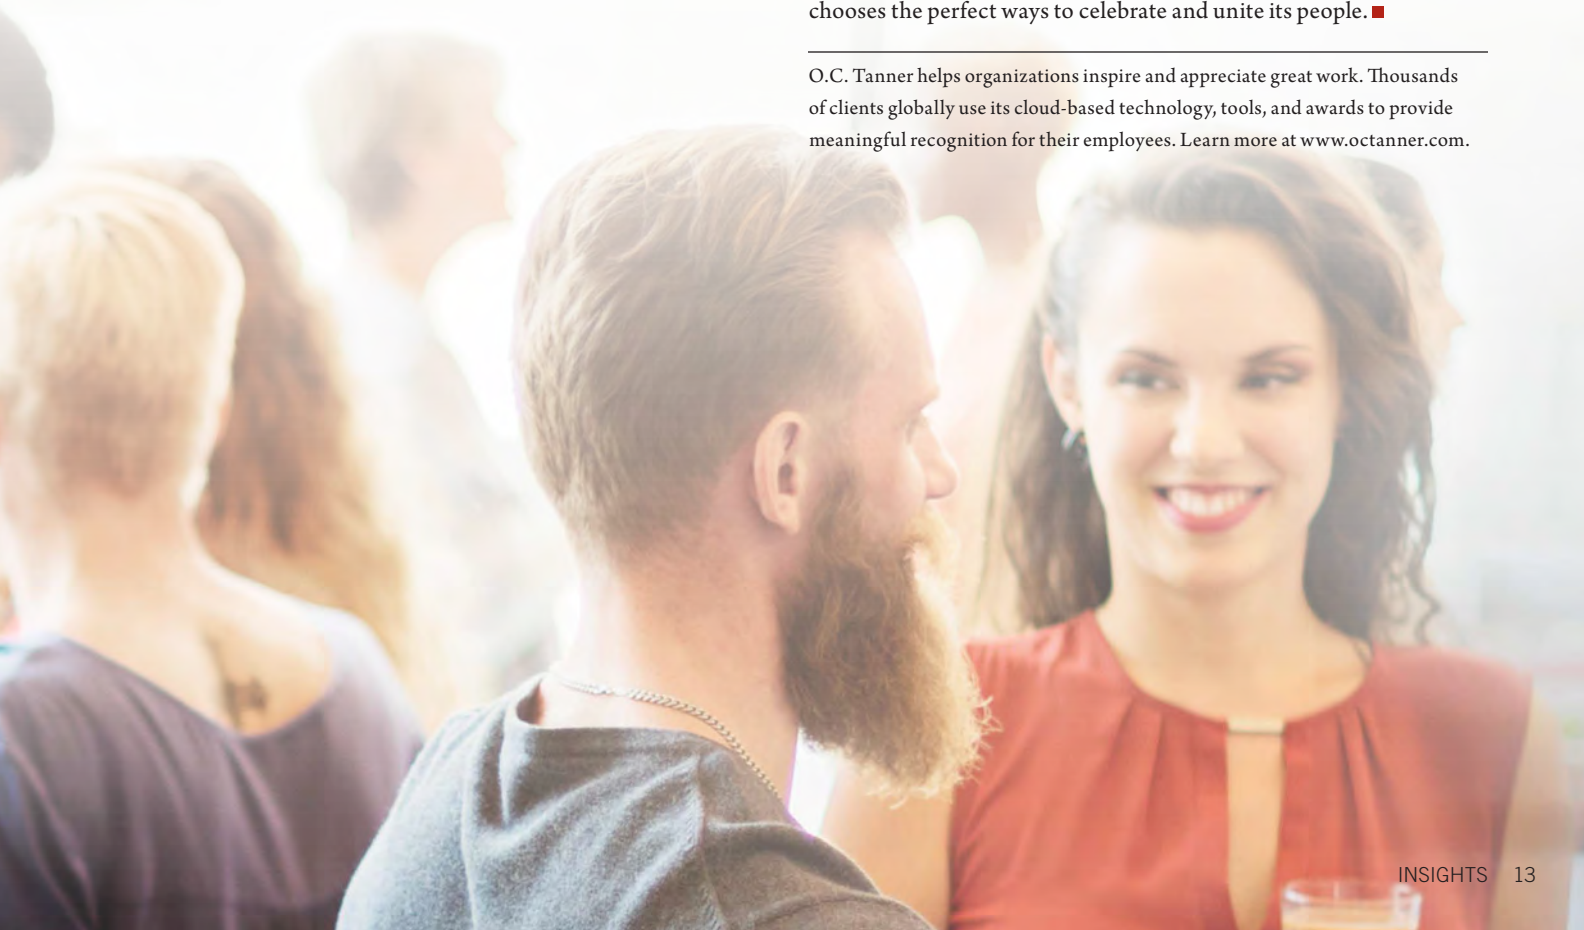 chooses the perfect ways to celebrate and unite its people.
O.C. Tanner helps organizations inspire and appreciate great work. Thousands
of clients globally use its cloud-based technology, tools, and awards to provide
meaningful recognition for their employees. Learn more at www.octanner.com.
INSIGHTS 13